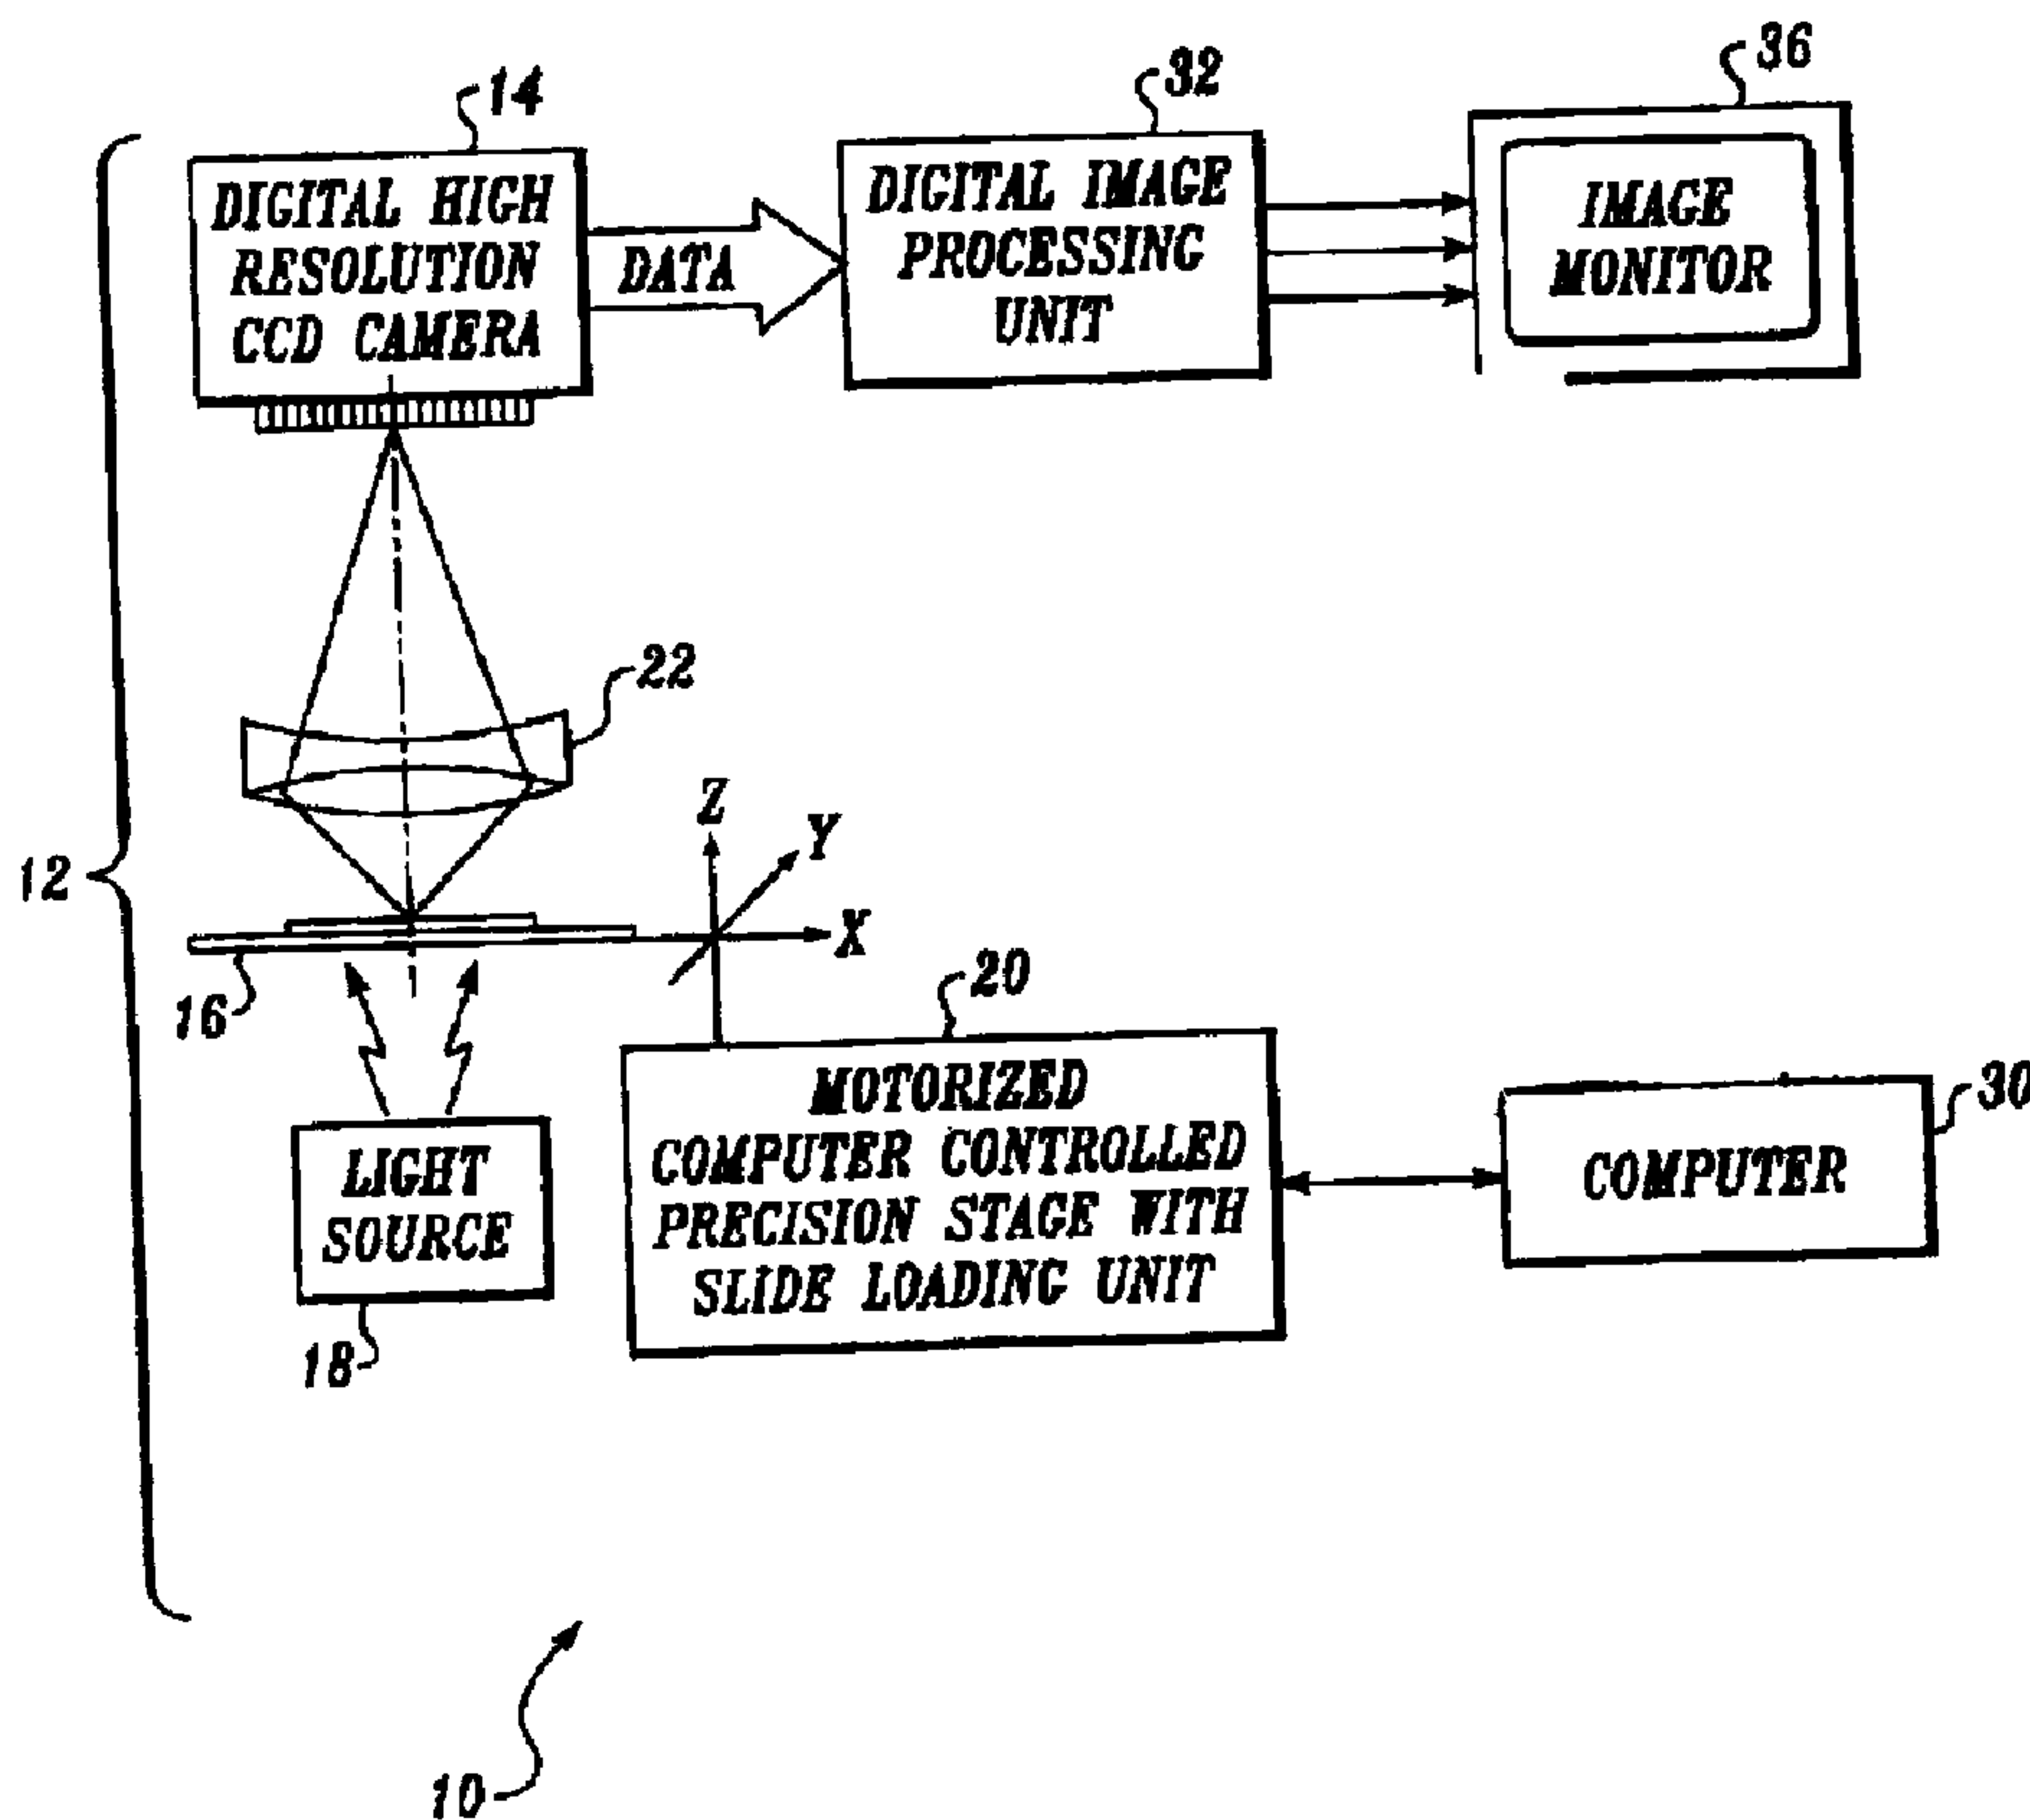 14
32
36
DIGITAL HIGH
RESOLUTION
CCD CAMERA
DATA
DIGITAL IMAGE
PROCESSING
UNIT
IMAGE
MONITOR
22
12
Z
Y
X
16
20
MOTORIZED
COMPUTER CONTROLLED
PRECISION STAGE WITH
SLIDE LOADING UNIT
30
COMPUTER
LIGHT
SOURCE
18
10